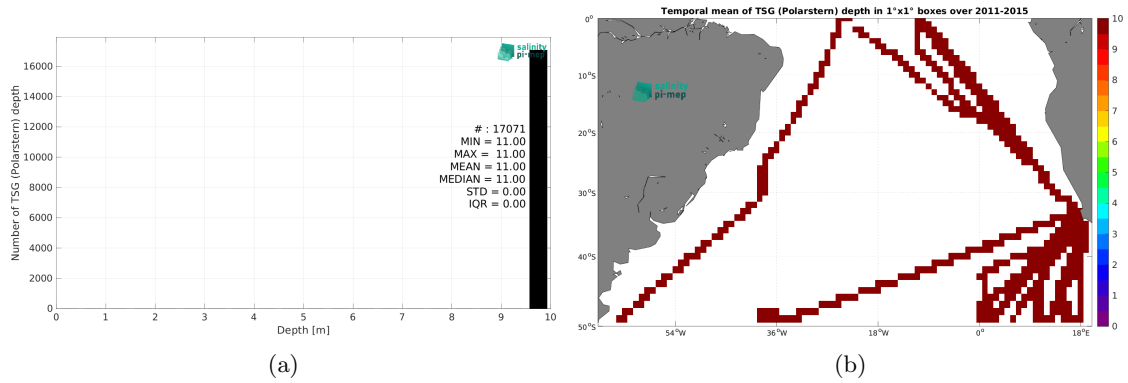 salinity
pi-mep
16000
14000
12000
10000
8000
6000
4000
2000
0
Number of TSG (Polarstern) depth
# : 17071
MIN = 11.00
MAX = 11.00
MEAN = 11.00
MEDIAN = 11.00
STD = 0.00
IQR = 0.00
0 1 2 3 4 5 6 7 8 9 10
Depth [m]
(a)
Temporal mean of TSG (Polarstern) depth in 1°x1° boxes over 2011-2015
salinity
pi-mep
0°
10°S
20°S
30°S
40°S
50°S
54°W 36°W 18°W 0° 18°E
10
9
8
7
6
5
4
3
2
1
0
(b)